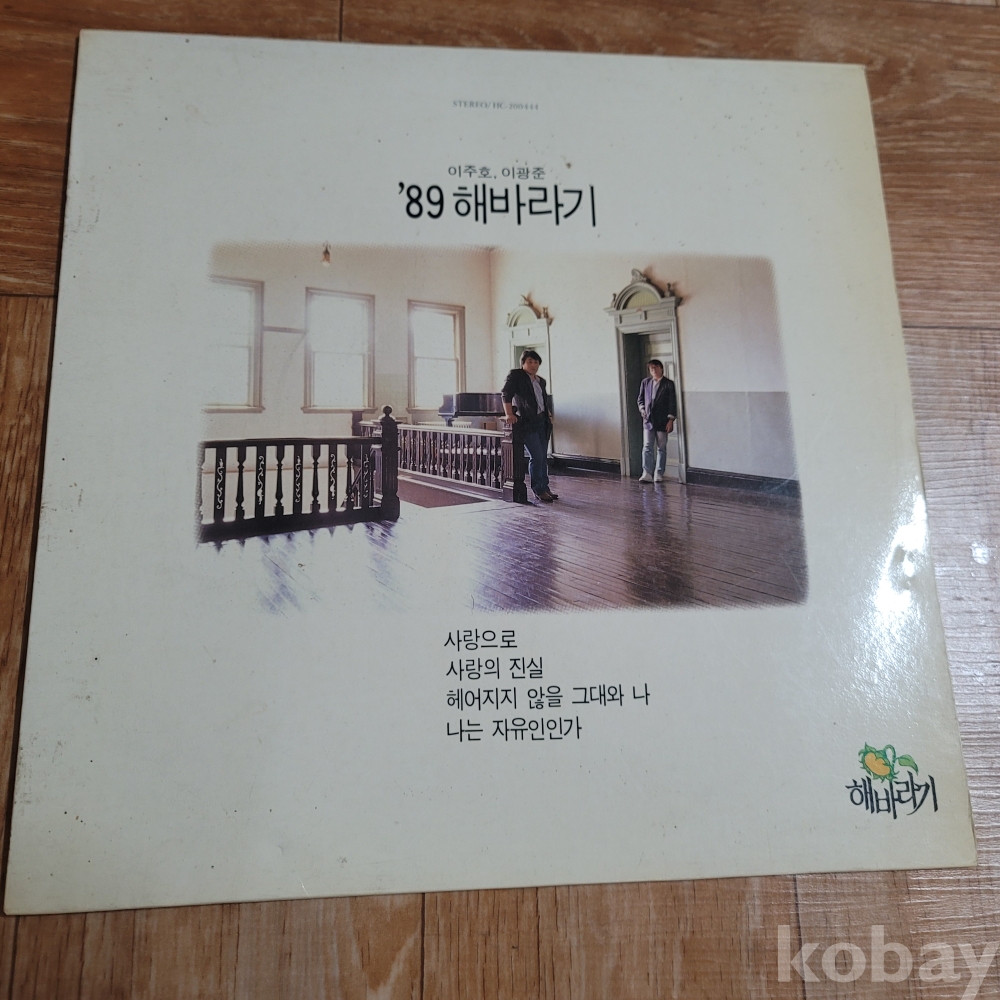 STEREO/HC-200444
이주호, 이광준
'89 해바라기
사랑으로
사랑의 진실
헤어지지 않을 그대와 나
나는 자유인인가
해바라기
kobay